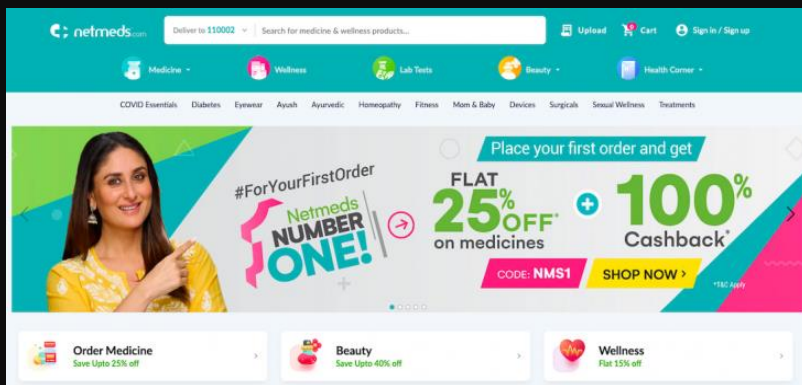 netmeds.com
Deliver to 110002
Search for medicine & wellness products...
Upload
0
Cart
Sign in / Sign up
Medicine
Wellness
Lab Tests
Beauty
Health Corner
COVID Essentials Diabetes Eyewear Ayush Ayurvedic Homeopathy Fitness Mom & Baby Devices Surgicals Sexual Wellness Treatments
#ForYourFirstOrder
Netmeds
NUMBER
ONE!
Place your first order and get
FLAT
25% OFF*
on medicines
+
100%
Cashback*
CODE: NMS1
SHOP NOW >
*T&C Apply
Order Medicine
Save Upto 25% off
Beauty
Save Upto 40% off
Wellness
Flat 15% off